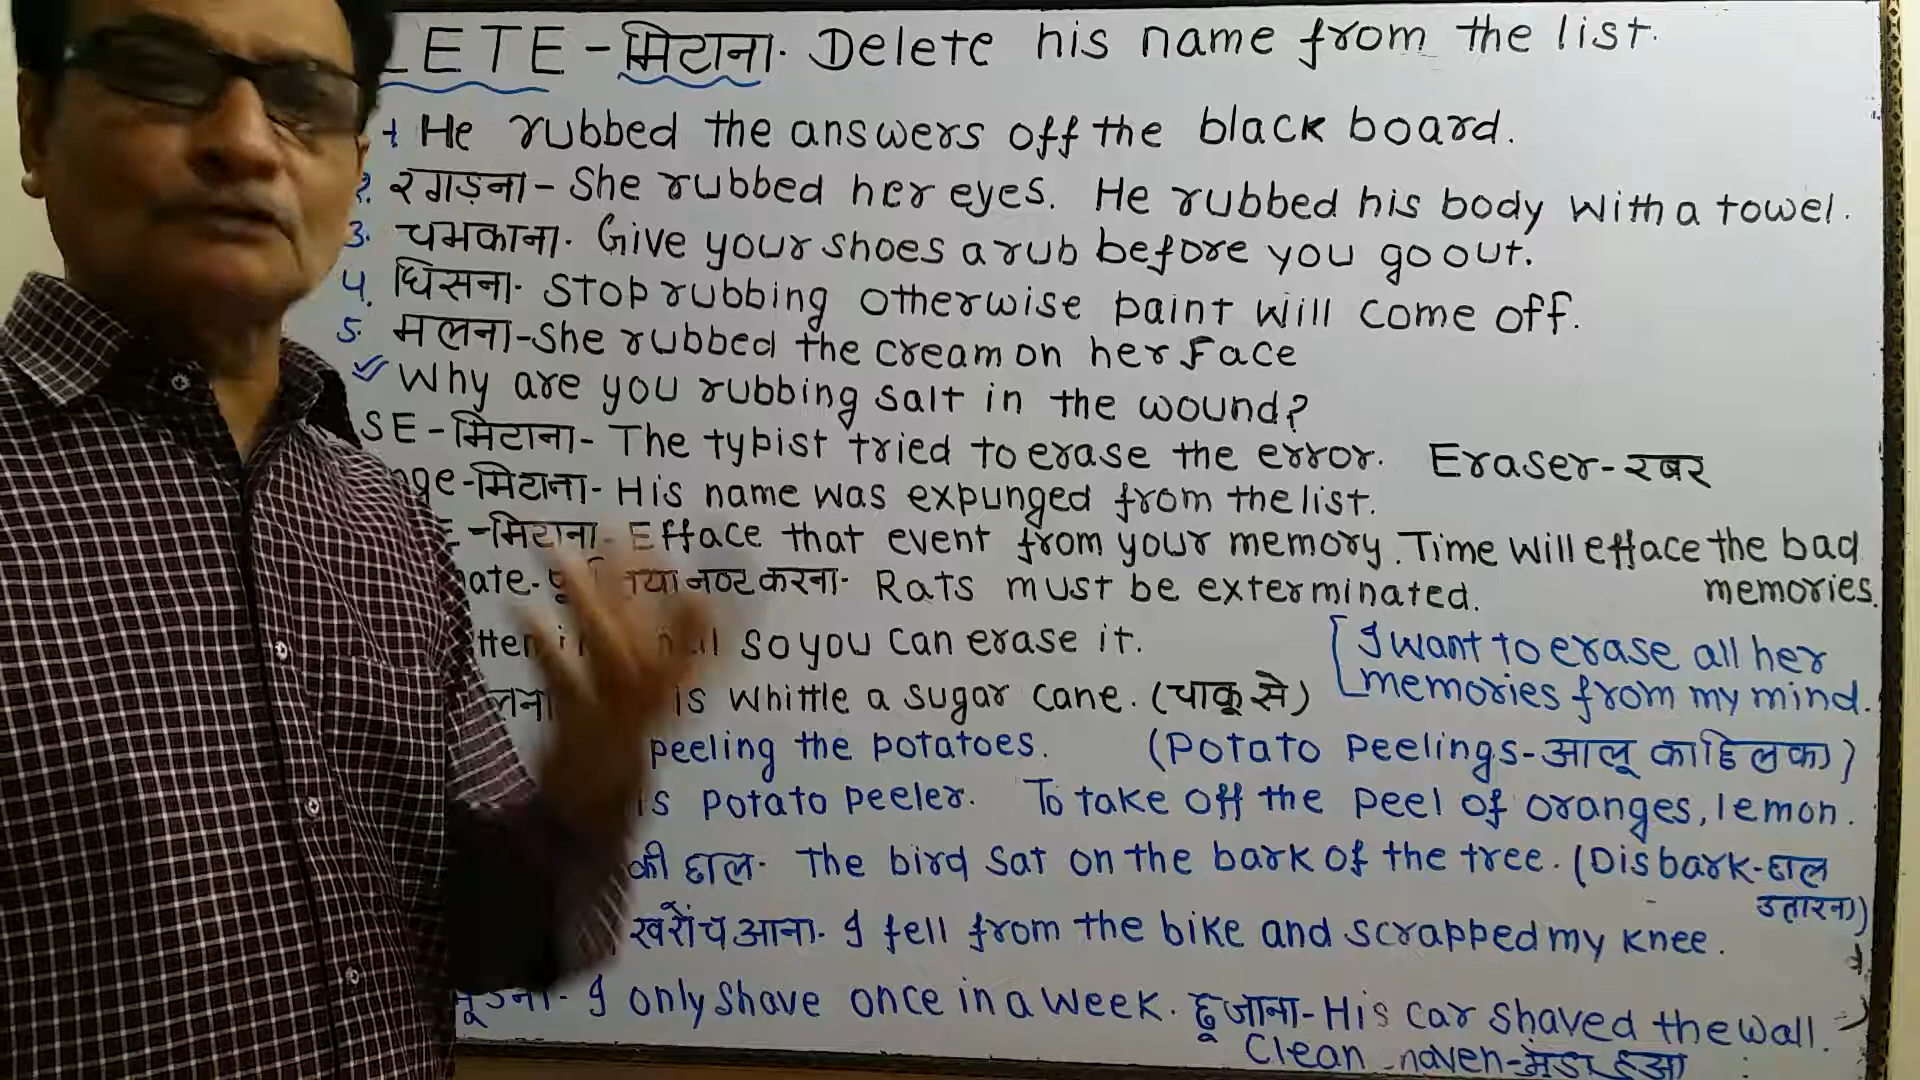 LETE - मिटाना. Delete his name from the list.
1 He rubbed the answers off the black board.
2. रगड़ना - She rubbed her eyes. He rubbed his body with a towel.
3. चमकाना. Give your shoes a rub before you go out.
4. घिसना. Stop rubbing otherwise paint will come off.
5. मलना - She rubbed the cream on her Face
Why are you rubbing salt in the wound?
SE - मिटाना - The typist tried to erase the error. Eraser - रबर
nge - मिटाना - His name was expunged from the list.
E - मिटाना - Efface that event from your memory. Time will efface the bad memories.
nate - नष्ट करना - Rats must be exterminated.
tten so you can erase it.
[I want to erase all her
memories from my mind.
लना is whittle a sugar cane. (चाकू से)
peeling the potatoes. (Potato Peelings - आलू का छिलका)
is potato peeler. To take off the peel of oranges, lemon.
की छाल - The bird sat on the bark of the tree. (Disbark - छाल उतारना)
खरोंच आना - I fell from the bike and scrapped my knee.
मूंडना - I only shave once in a week. छू जाना - His car shaved the wall.
Clean